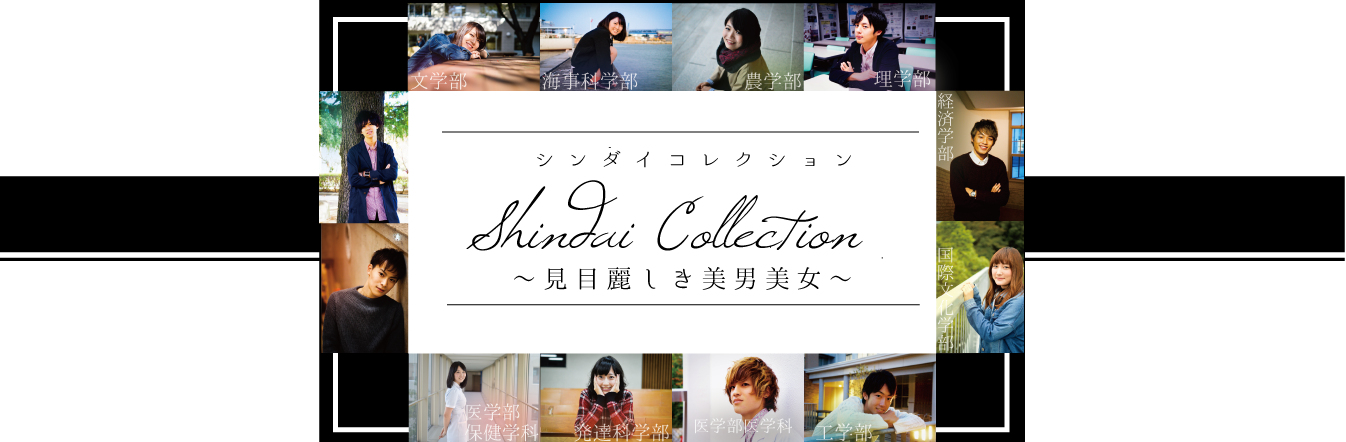 文学部
海事科学部
農学部
理学部
経済学部
シンダイコレクション
Shindai Collection
～見目麗しき美男美女～
国際文化学部
医学部
保健学科
発達科学部
医学部医学科
工学部